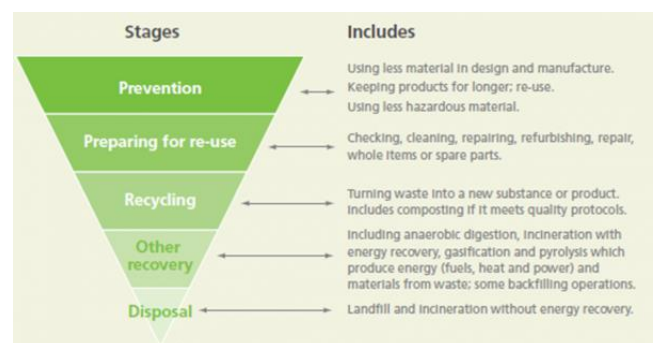 Stages
Includes
Prevention
Using less material in design and manufacture.
Keeping products for longer; re-use.
Using less hazardous material.
Preparing for re-use
Checking, cleaning, repairing, refurbishing, repair,
whole items or spare parts.
Recycling
Turning waste into a new substance or product.
Includes composting if it meets quality protocols.
Other
recovery
Including anaerobic digestion, incineration with
energy recovery, gasification and pyrolysis which
produce energy (fuels, heat and power) and
materials from waste; some backfilling operations.
Disposal
Landfill and incineration without energy recovery.